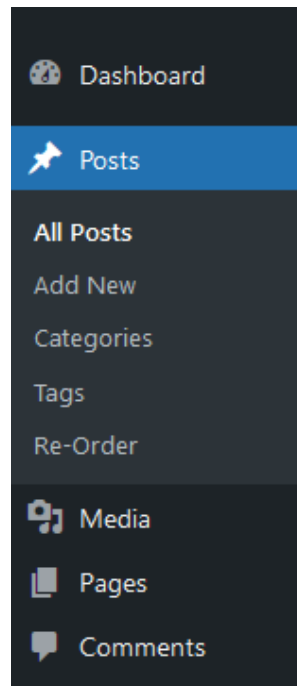 Dashboard
Posts
All Posts
Add New
Categories
Tags
Re-Order
Media
Pages
Comments